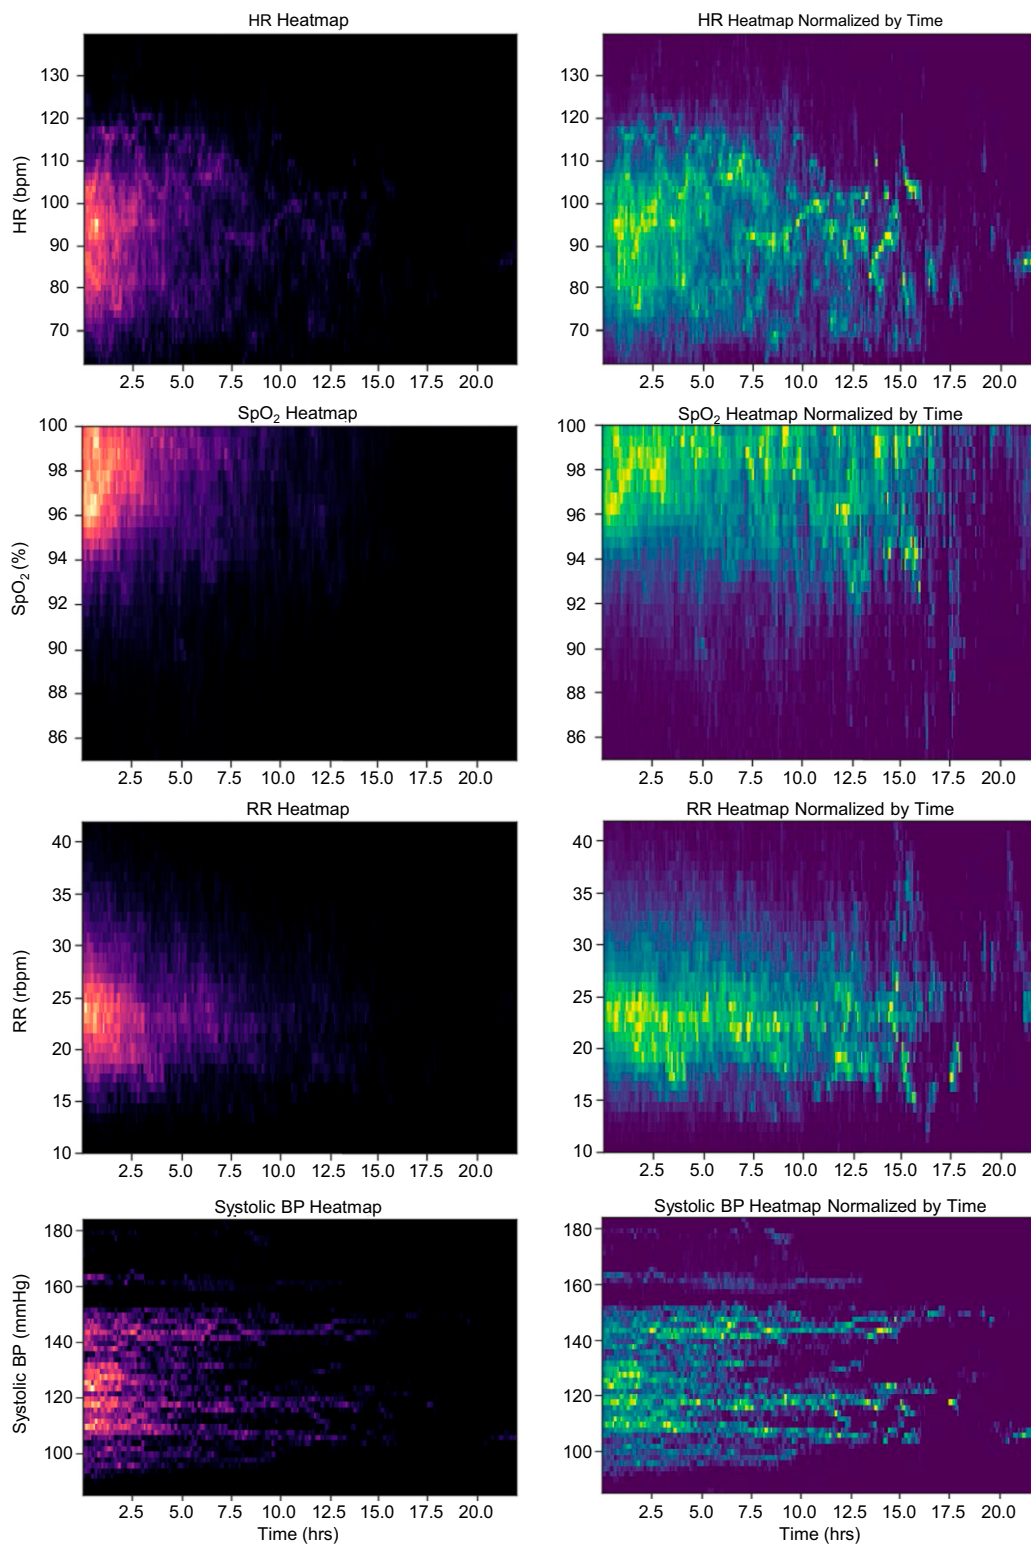 HR Heatmap
HR Heatmap Normalized by Time
HR (bpm)
130
120
110
100
90
80
70
2.5 5.0 7.5 10.0 12.5 15.0 17.5 20.0
130
120
110
100
90
80
70
2.5 5.0 7.5 10.0 12.5 15.0 17.5 20.0
SpO₂ Heatmap
SpO₂ Heatmap Normalized by Time
SpO₂ (%)
100
98
96
94
92
90
88
86
2.5 5.0 7.5 10.0 12.5 15.0 17.5 20.0
100
98
96
94
92
90
88
86
2.5 5.0 7.5 10.0 12.5 15.0 17.5 20.0
RR Heatmap
RR Heatmap Normalized by Time
RR (rbpm)
40
35
30
25
20
15
10
2.5 5.0 7.5 10.0 12.5 15.0 17.5 20.0
40
35
30
25
20
15
10
2.5 5.0 7.5 10.0 12.5 15.0 17.5 20.0
Systolic BP Heatmap
Systolic BP Heatmap Normalized by Time
Systolic BP (mmHg)
180
160
140
120
100
2.5 5.0 7.5 10.0 12.5 15.0 17.5 20.0
Time (hrs)
180
160
140
120
100
2.5 5.0 7.5 10.0 12.5 15.0 17.5 20.0
Time (hrs)